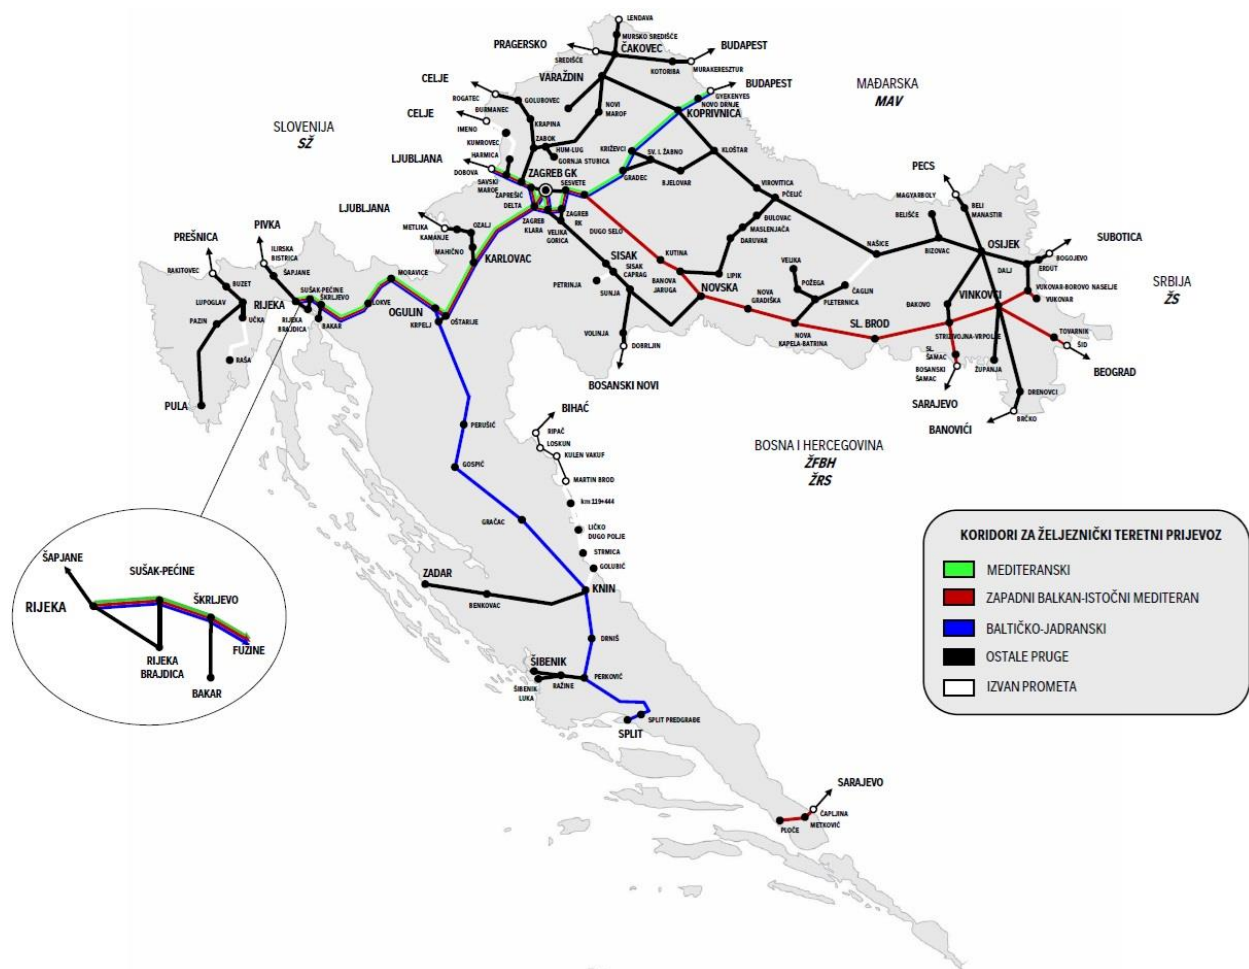 LENDAVA
MURSKO SREDIŠĆE
PRAGERSKO
ČAKOVEC
BUDAPEST
SREDIŠĆE
KOTORIBA
MURAKERESZTUR
CELJE
VARAŽDIN
BUDAPEST
MAĐARSKA
MAV
ROGATEC
GOLUBOVEC
GYEKENYES
NOVO DRNJE
ĐURMANEC
NOVI
MAROF
KOPRIVNICA
CELJE
SLOVENIJA
SŽ
KRAPINA
IMENO
KUMROVEC
ZABOK
HUM-LUG
KRIŽEVCI
SV. I. ŽABNO
KLOŠTAR
HARMICA
GORNJA STUBICA
LJUBLJANA
DOBOVA
SAVSKI
MAROF
ZAGREB GK
SESVETE
GRADEC
BJELOVAR
PECS
ZAPREŠIĆ
DELTA
VIROVITICA
PČELIĆ
MAGYARBOLY
LJUBLJANA
ZAGREB
KLARA
VELIKA
GORICA
ZAGREB
RK
DUGO SELO
ĐULOVAC
MASLENJAČA
DARUVAR
BELIŠĆE
BELI
MANASTIR
METLIKA
KAMANJE
OZALJ
MAHIČNO
PIVKA
PREŠNICA
ILIRSKA
BISTRICA
KARLOVAC
SISAK
SISAK
CAPRAG
KUTINA
NAŠICE
BIZOVAC
OSIJEK
SUBOTICA
BOGOJEVO
ERDUT
DALJ
RAKITOVEC
BUZET
ŠAPJANE
MORAVICE
PETRINJA
SUNJA
BANOVA
JARUGA
LIPIK
VELIKA
POŽEGA
ČAGLIN
PLETERNICA
SRBIJA
ŽS
LUPOGLAV
SUŠAK-PEĆINE
ŠKRLJEVO
RIJEKA
LOKVE
OGULIN
OŠTARIJE
KRPELJ
NOVSKA
NOVA
GRADIŠKA
ĐAKOVO
VINKOVCI
VUKOVAR-BOROVO NASELJE
VUKOVAR
PAZIN
UČKA
RIJEKA
BRAJDICA
BAKAR
VOLINJA
NOVA
KAPELA-BATRINA
SL. BROD
STRIZIVOJNA-VRPOLJE
TOVARNIK
ŠID
DOBRLJIN
RAŠA
SL.
ŠAMAC
BOSANSKI
ŠAMAC
ŽUPANJA
BEOGRAD
BOSANSKI NOVI
PULA
SARAJEVO
DRENOVCI
BRČKO
BANOVIĆI
BIHAĆ
PERUŠIĆ
RIPAČ
LOSKUN
KULEN VAKUF
BOSNA I HERCEGOVINA
ŽFBH
ŽRS
GOSPIĆ
MARTIN BROD
km 119+444
GRAČAC
LIČKO
DUGO POLJE
STRMICA
GOLUBIĆ
ZADAR
BENKOVAC
KNIN
DRNIŠ
ŠIBENIK
ŠIBENIK
LUKA
RAŽINE
PERKOVIĆ
SPLIT PREDGRAĐE
SPLIT
SARAJEVO
ČAPLJINA
METKOVIĆ
PLOČE
ŠAPJANE
SUŠAK-PEĆINE
ŠKRLJEVO
RIJEKA
FUZINE
RIJEKA
BRAJDICA
BAKAR
KORIDORI ZA ŽELJEZNIČKI TERETNI PRIJEVOZ
MEDITERANSKI
ZAPADNI BALKAN-ISTOČNI MEDITERAN
BALTIČKO-JADRANSKI
OSTALE PRUGE
IZVAN PROMETA